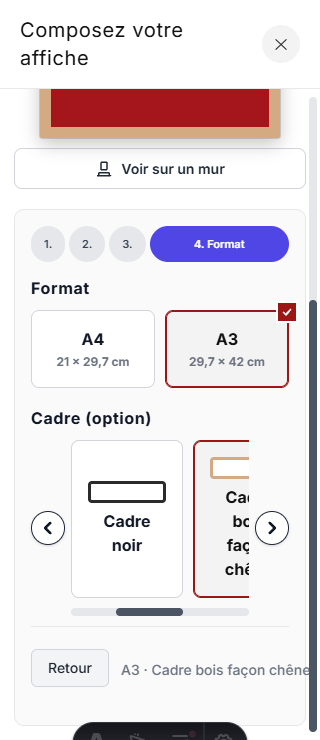 Composez votre
affiche
Voir sur un mur
1. 2. 3. 4. Format
Format
A4 A3
21 × 29,7 cm 29,7 × 42 cm
Cadre (option)
Cadre
noir
Retour A3 · Cadre bois façon chêne